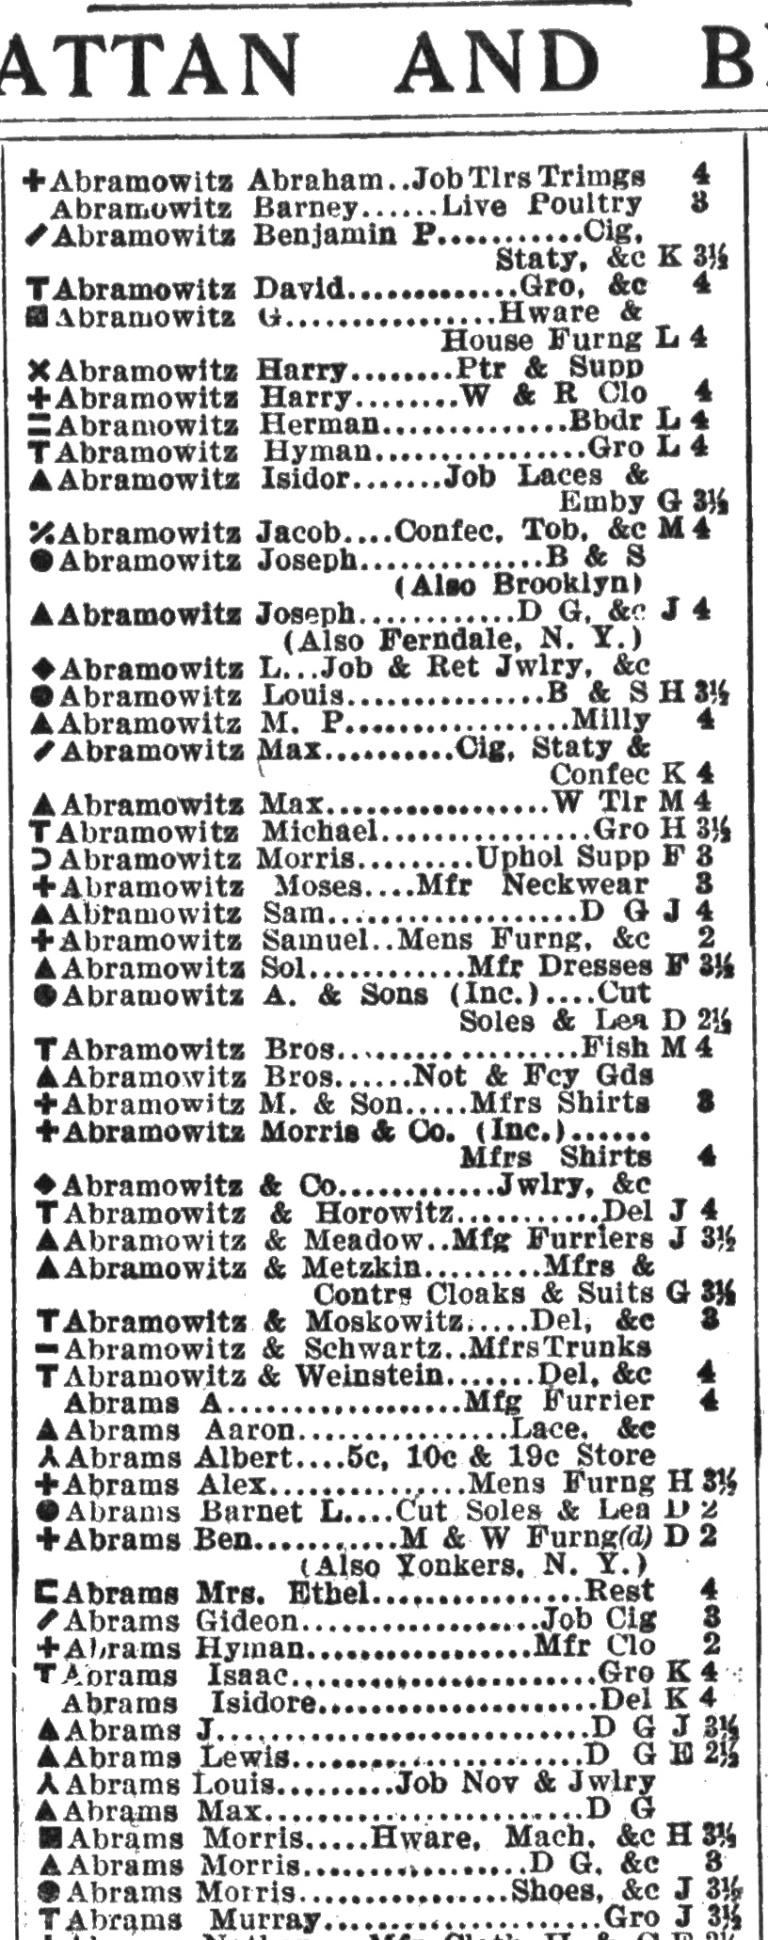 ATTAN AND B
✚ Abramowitz Abraham..Job Tlrs Trimgs 4
Abramowitz Barney......Live Poultry 3
Abramowitz Benjamin P...........Cig,
Staty, &c K 3½
T Abramowitz David..............Gro, &c 4
■ Abramowitz G.................Hware &
House Furng L 4
✖ Abramowitz Harry........Ptr & Supp
✚ Abramowitz Harry........W & R Clo 4
= Abramowitz Herman..............Bbdr L 4
T Abramowitz Hyman................Gro L 4
▲ Abramowitz Isidor.......Job Laces &
Emby G 3½
٪ Abramowitz Jacob....Confec, Tob, &c M 4
● Abramowitz Joseph...............B & S
(Also Brooklyn)
▲ Abramowitz Joseph............D G, &c J 4
(Also Ferndale, N. Y.)
◆ Abramowitz L...Job & Ret Jwlry, &c
● Abramowitz Louis................B & S H 3½
▲ Abramowitz M. P.................Milly 4
Abramowitz Max..........Cig, Staty &
Confec K 4
▲ Abramowitz Max..................W Tlr M 4
T Abramowitz Michael................Gro H 3½
⊃ Abramowitz Morris.........Uphol Supp F 3
✚ Abramowitz Moses....Mfr Neckwear 3
▲ Abramowitz Sam...................D G J 4
✚ Abramowitz Samuel..Mens Furng, &c 2
▲ Abramowitz Sol............Mfr Dresses F 3½
● Abramowitz A. & Sons (Inc.)....Cut
Soles & Lea D 2½
T Abramowitz Bros..................Fish M 4
▲ Abramowitz Bros......Not & Fcy Gds
✚ Abramowitz M. & Son.....Mfrs Shirts 3
✚ Abramowitz Morris & Co. (Inc.)......
Mfrs Shirts 4
◆ Abramowitz & Co............Jwlry, &c
T Abramowitz & Horowitz...........Del J 4
▲ Abramowitz & Meadow..Mfg Furriers J 3½
▲ Abramowitz & Metzkin.........Mfrs &
Contrs Cloaks & Suits G 3½
T Abramowitz & Moskowitz.....Del, &c 3
━ Abramowitz & Schwartz..Mfrs Trunks
T Abramowitz & Weinstein.......Del, &c 4
Abrams A..................Mfg Furrier 4
▲ Abrams Aaron................Lace, &c
⅄ Abrams Albert....5c, 10c & 19c Store
✚ Abrams Alex...............Mens Furng H 3½
● Abrams Barnet L....Cut Soles & Lea D 2
✚ Abrams Ben...........M & W Furng(d) D 2
(Also Yonkers, N. Y.)
⊏ Abrams Mrs. Ethel................Rest 4
Abrams Gideon..................Job Cig 3
✚ Abrams Hyman.................Mfr Clo 2
T Abrams Isaac.......................Gro K 4
Abrams Isidore.....................Del K 4
▲ Abrams J............................D G J 3½
▲ Abrams Lewis......................D G E 2½
⅄ Abrams Louis.........Job Nov & Jwlry
▲ Abrams Max........................D G
■ Abrams Morris.....Hware, Mach, &c H 3½
▲ Abrams Morris.................D G, &c 3
● Abrams Morris................Shoes, &c J 3½
T Abrams Murray.....................Gro J 3½